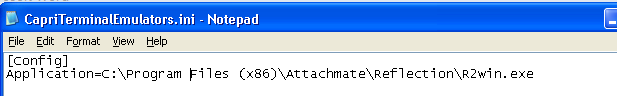 CapriTerminalEmulators.ini - Notepad
File Edit Format View Help
[Config]
Application=C:\Program Files (x86)\Attachmate\Reflection\R2win.exe